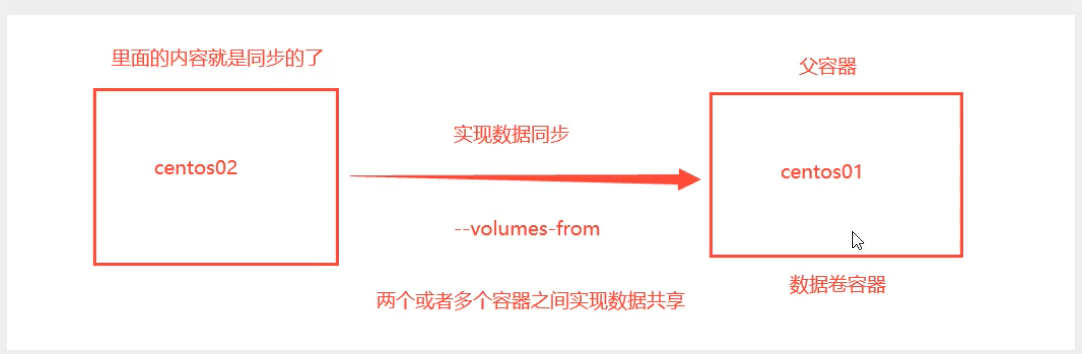 里面的内容就是同步的了
父容器
实现数据同步
centos02
centos01
--volumes-from
数据卷容器
两个或者多个容器之间实现数据共享